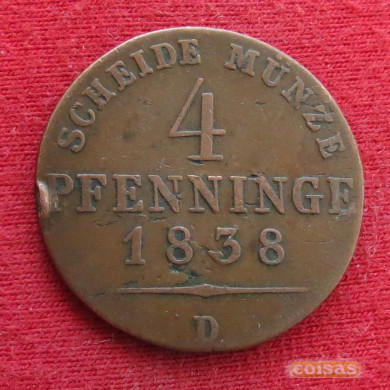 SCHEIDE MÜNZE
4
PFENNINGE
1838
D
coisas